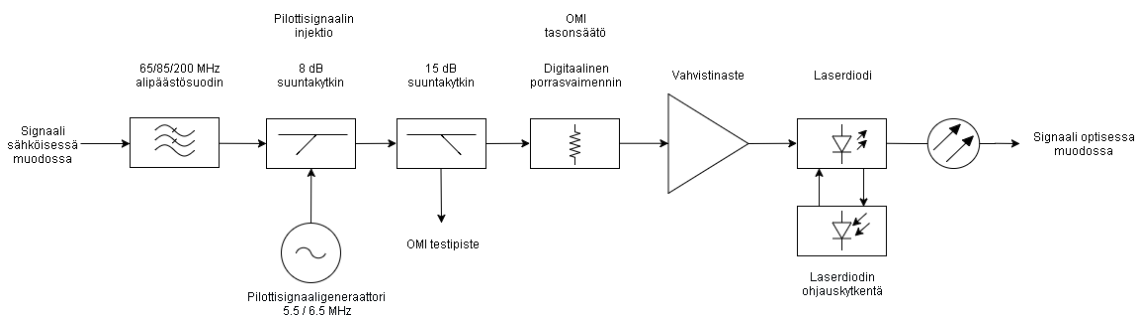 Pilottisignaalin
injektio
OMI
tasonsäätö
65/85/200 MHz
alipäästösuodin
8 dB
suuntakytkin
15 dB
suuntakytkin
Digitaalinen
porrasvaimennin
Vahvistinaste
Laserdiodi
Signaali
sähköisessä
muodossa
Signaali optisessa
muodossa
OMI testipiste
Pilottisignaaligeneraattori
5.5 / 6.5 MHz
Laserdiodin
ohjauskytkentä